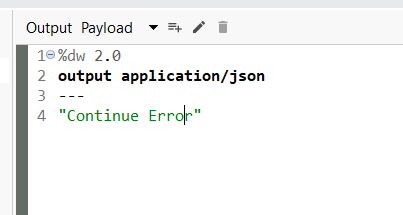 Output Payload
1 %dw 2.0
2 output application/json
3 ---
4 "Continue Error"